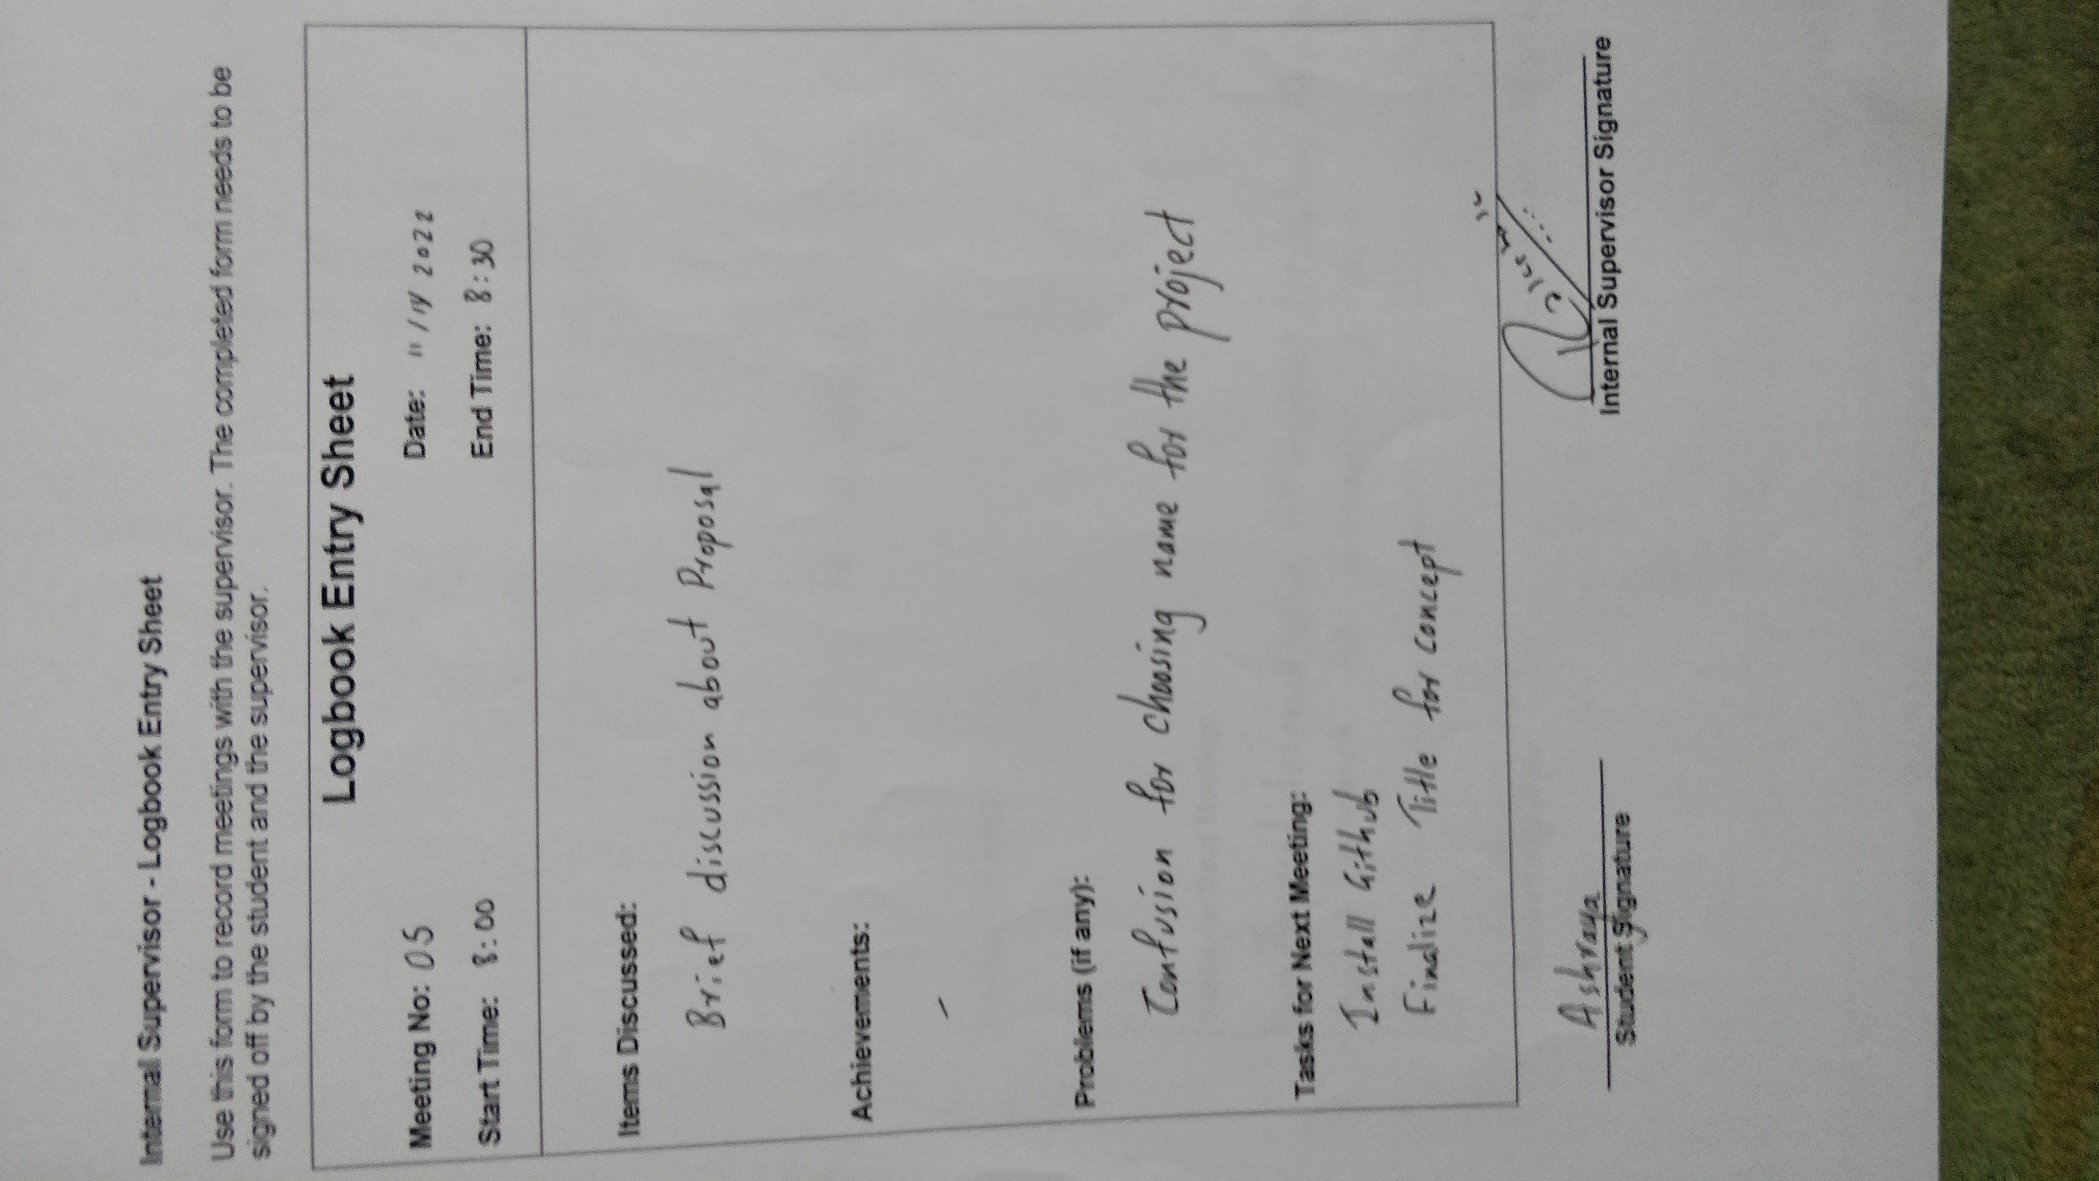 Internal Supervisor - Logbook Entry Sheet
Use this form to record meetings with the supervisor. The completed form needs to be
signed off by the student and the supervisor.
Logbook Entry Sheet
Meeting No: 05 Date: 2022
Start Time: 8:00 End Time: 8:30
Items Discussed:
Brief discussion about Proposal
Achievements:
-
Problems (if any):
Confusion for choosing name for the project
Tasks for Next Meeting:
Install Github
Finalize Title for concept
Ashraya
Student Signature Internal Supervisor Signature